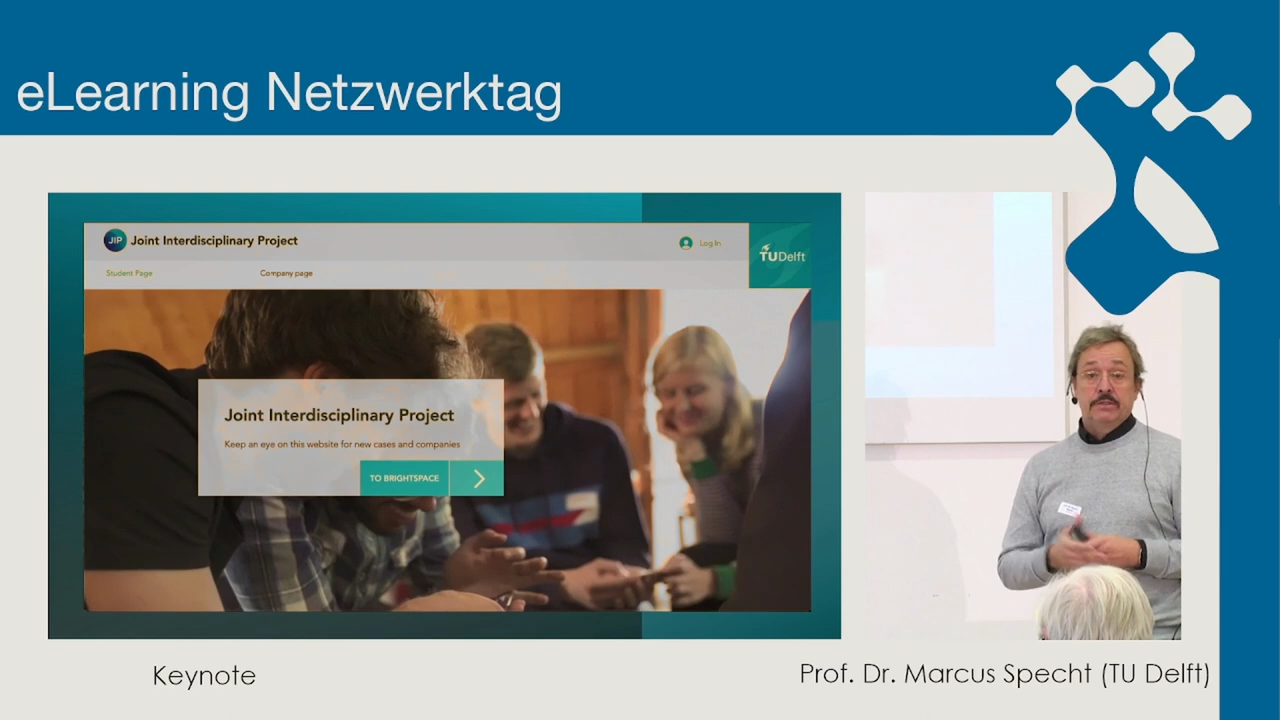 eLearning Netzwerktag
JIP Joint Interdisciplinary Project
Log In
TUDelft
Student Page
Company page
Joint Interdisciplinary Project
Keep an eye on this website for new cases and companies
TO BRIGHTSPACE
Keynote
Prof. Dr. Marcus Specht (TU Delft)